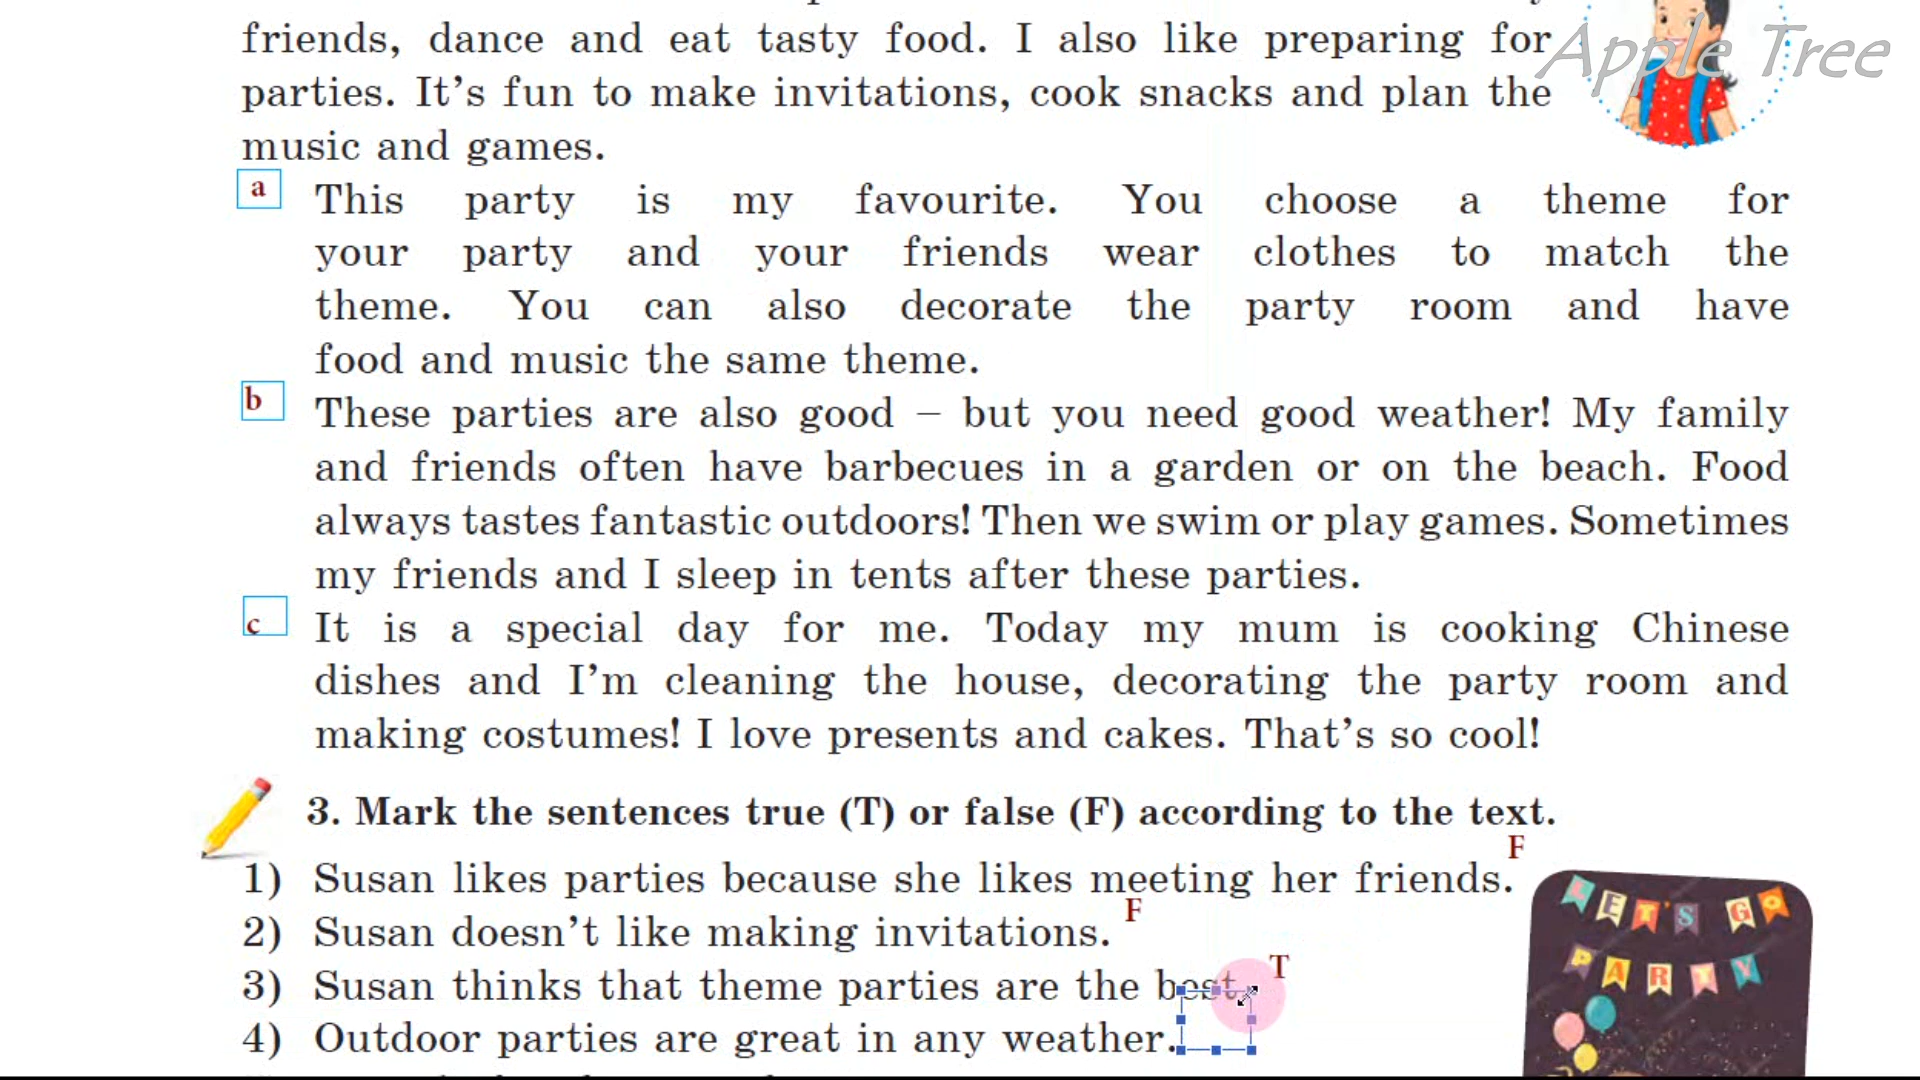 friends, dance and eat tasty food. I also like preparing for
Apple Tree
parties. It's fun to make invitations, cook snacks and plan the
music and games.
a This party is my favourite. You choose a theme for
your party and your friends wear clothes to match the
theme. You can also decorate the party room and have
food and music the same theme.
b These parties are also good – but you need good weather! My family
and friends often have barbecues in a garden or on the beach. Food
always tastes fantastic outdoors! Then we swim or play games. Sometimes
my friends and I sleep in tents after these parties.
c It is a special day for me. Today my mum is cooking Chinese
dishes and I'm cleaning the house, decorating the party room and
making costumes! I love presents and cakes. That's so cool!
3. Mark the sentences true (T) or false (F) according to the text.
1) Susan likes parties because she likes meeting her friends. F
2) Susan doesn't like making invitations. F
3) Susan thinks that theme parties are the best. T
4) Outdoor parties are great in any weather.
LET'S GO
PARTY